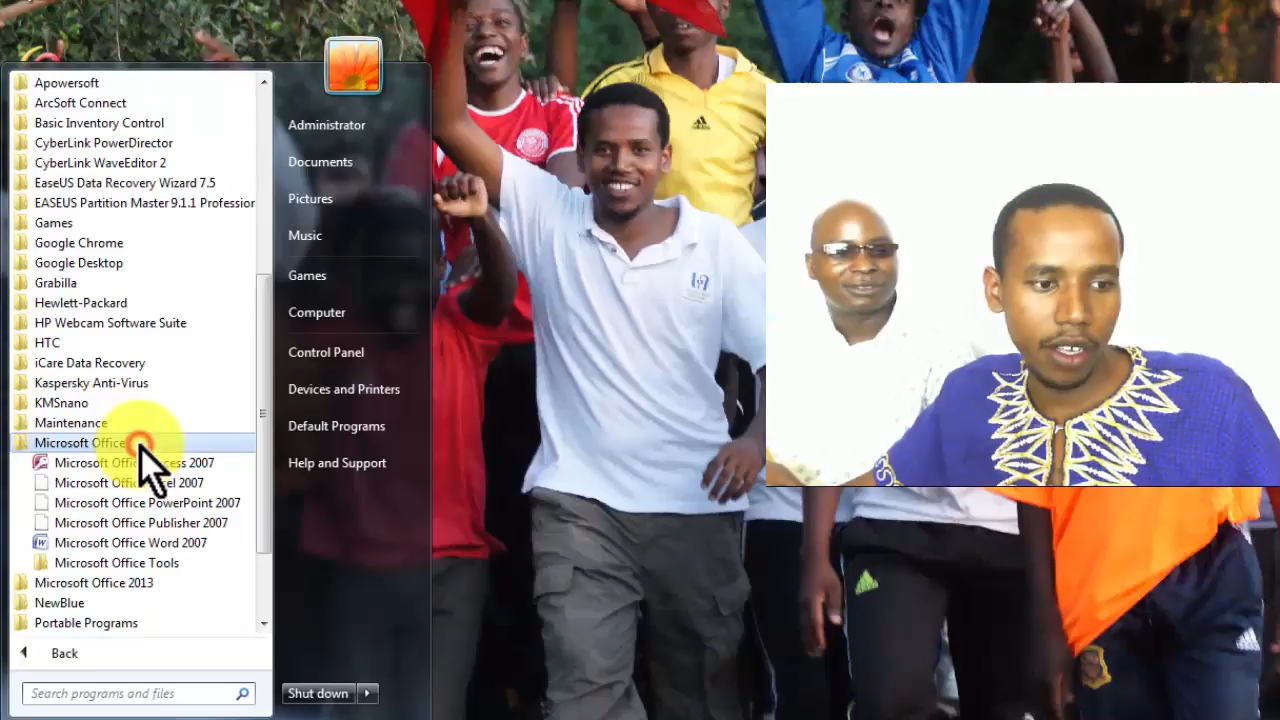 Apowersoft
ArcSoft Connect
Basic Inventory Control
CyberLink PowerDirector
CyberLink WaveEditor 2
EaseUS Data Recovery Wizard 7.5
EASEUS Partition Master 9.1.1 Profession
Games
Google Chrome
Google Desktop
Grabilla
Hewlett-Packard
HP Webcam Software Suite
HTC
iCare Data Recovery
Kaspersky Anti-Virus
KMSnano
Maintenance
Microsoft Office
Microsoft Offi cess 2007
Microsoft Offi el 2007
Microsoft Office PowerPoint 2007
Microsoft Office Publisher 2007
Microsoft Office Word 2007
Microsoft Office Tools
Microsoft Office 2013
NewBlue
Portable Programs
Back
Search programs and files
Administrator
Documents
Pictures
Music
Games
Computer
Control Panel
Devices and Printers
Default Programs
Help and Support
Shut down